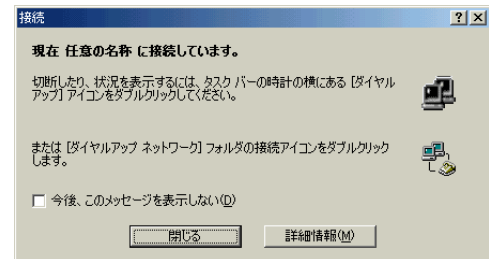 接続
現在 任意の名称 に接続しています。
切断したり、状況を表示するには、タスク バーの時計の横にある [ダイヤル
アップ] アイコンをダブルクリックしてください。
または [ダイヤルアップ ネットワーク] フォルダの接続アイコンをダブルクリック
します。
今後、このメッセージを表示しない(D)
閉じる 詳細情報(M)